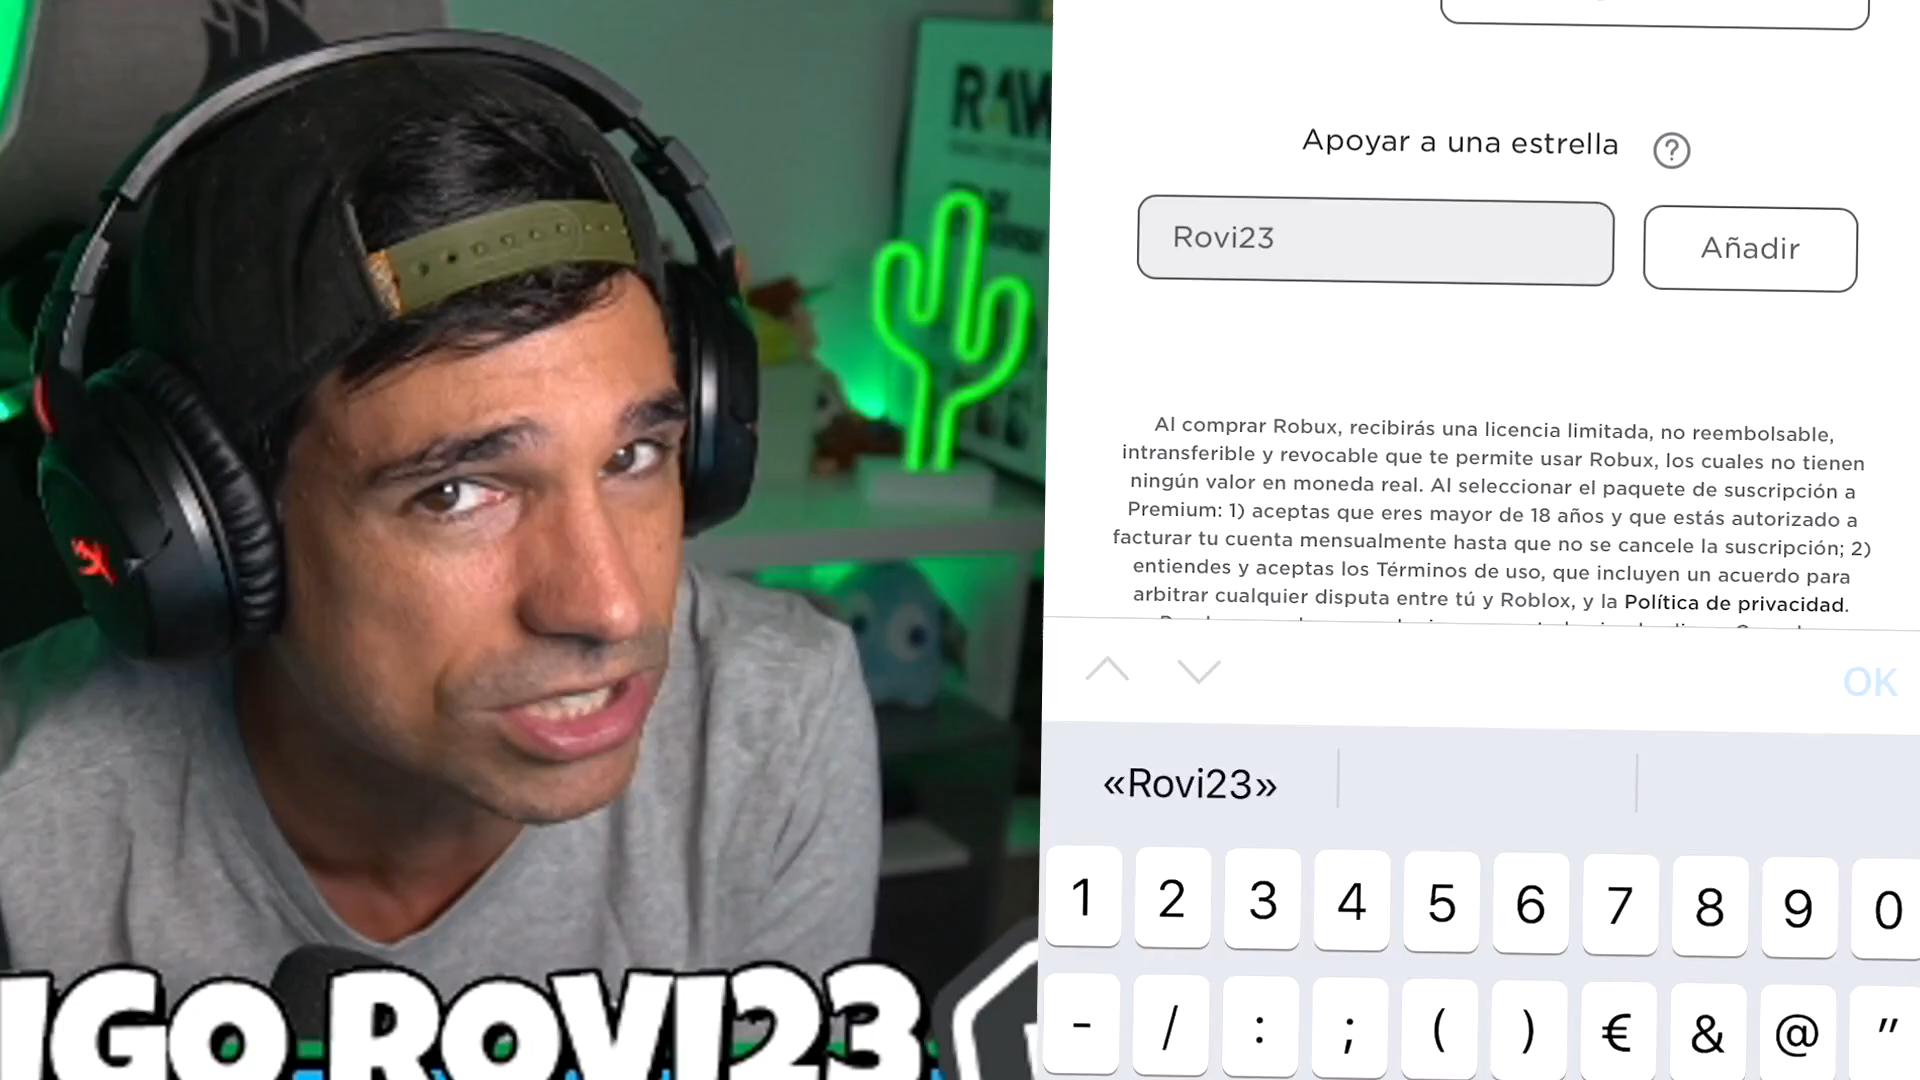 RAW
Apoyar a una estrella ?
Rovi23
Añadir
Al comprar Robux, recibirás una licencia limitada, no reembolsable,
intransferible y revocable que te permite usar Robux, los cuales no tienen
ningún valor en moneda real. Al seleccionar el paquete de suscripción a
Premium: 1) aceptas que eres mayor de 18 años y que estás autorizado a
facturar tu cuenta mensualmente hasta que no se cancele la suscripción; 2)
entiendes y aceptas los Términos de uso, que incluyen un acuerdo para
arbitrar cualquier disputa entre tú y Roblox, y la Política de privacidad.
OK
«Rovi23»
1 2 3 4 5 6 7 8 9 0
- / : ; ( ) € & @ "
IGO ROVI23